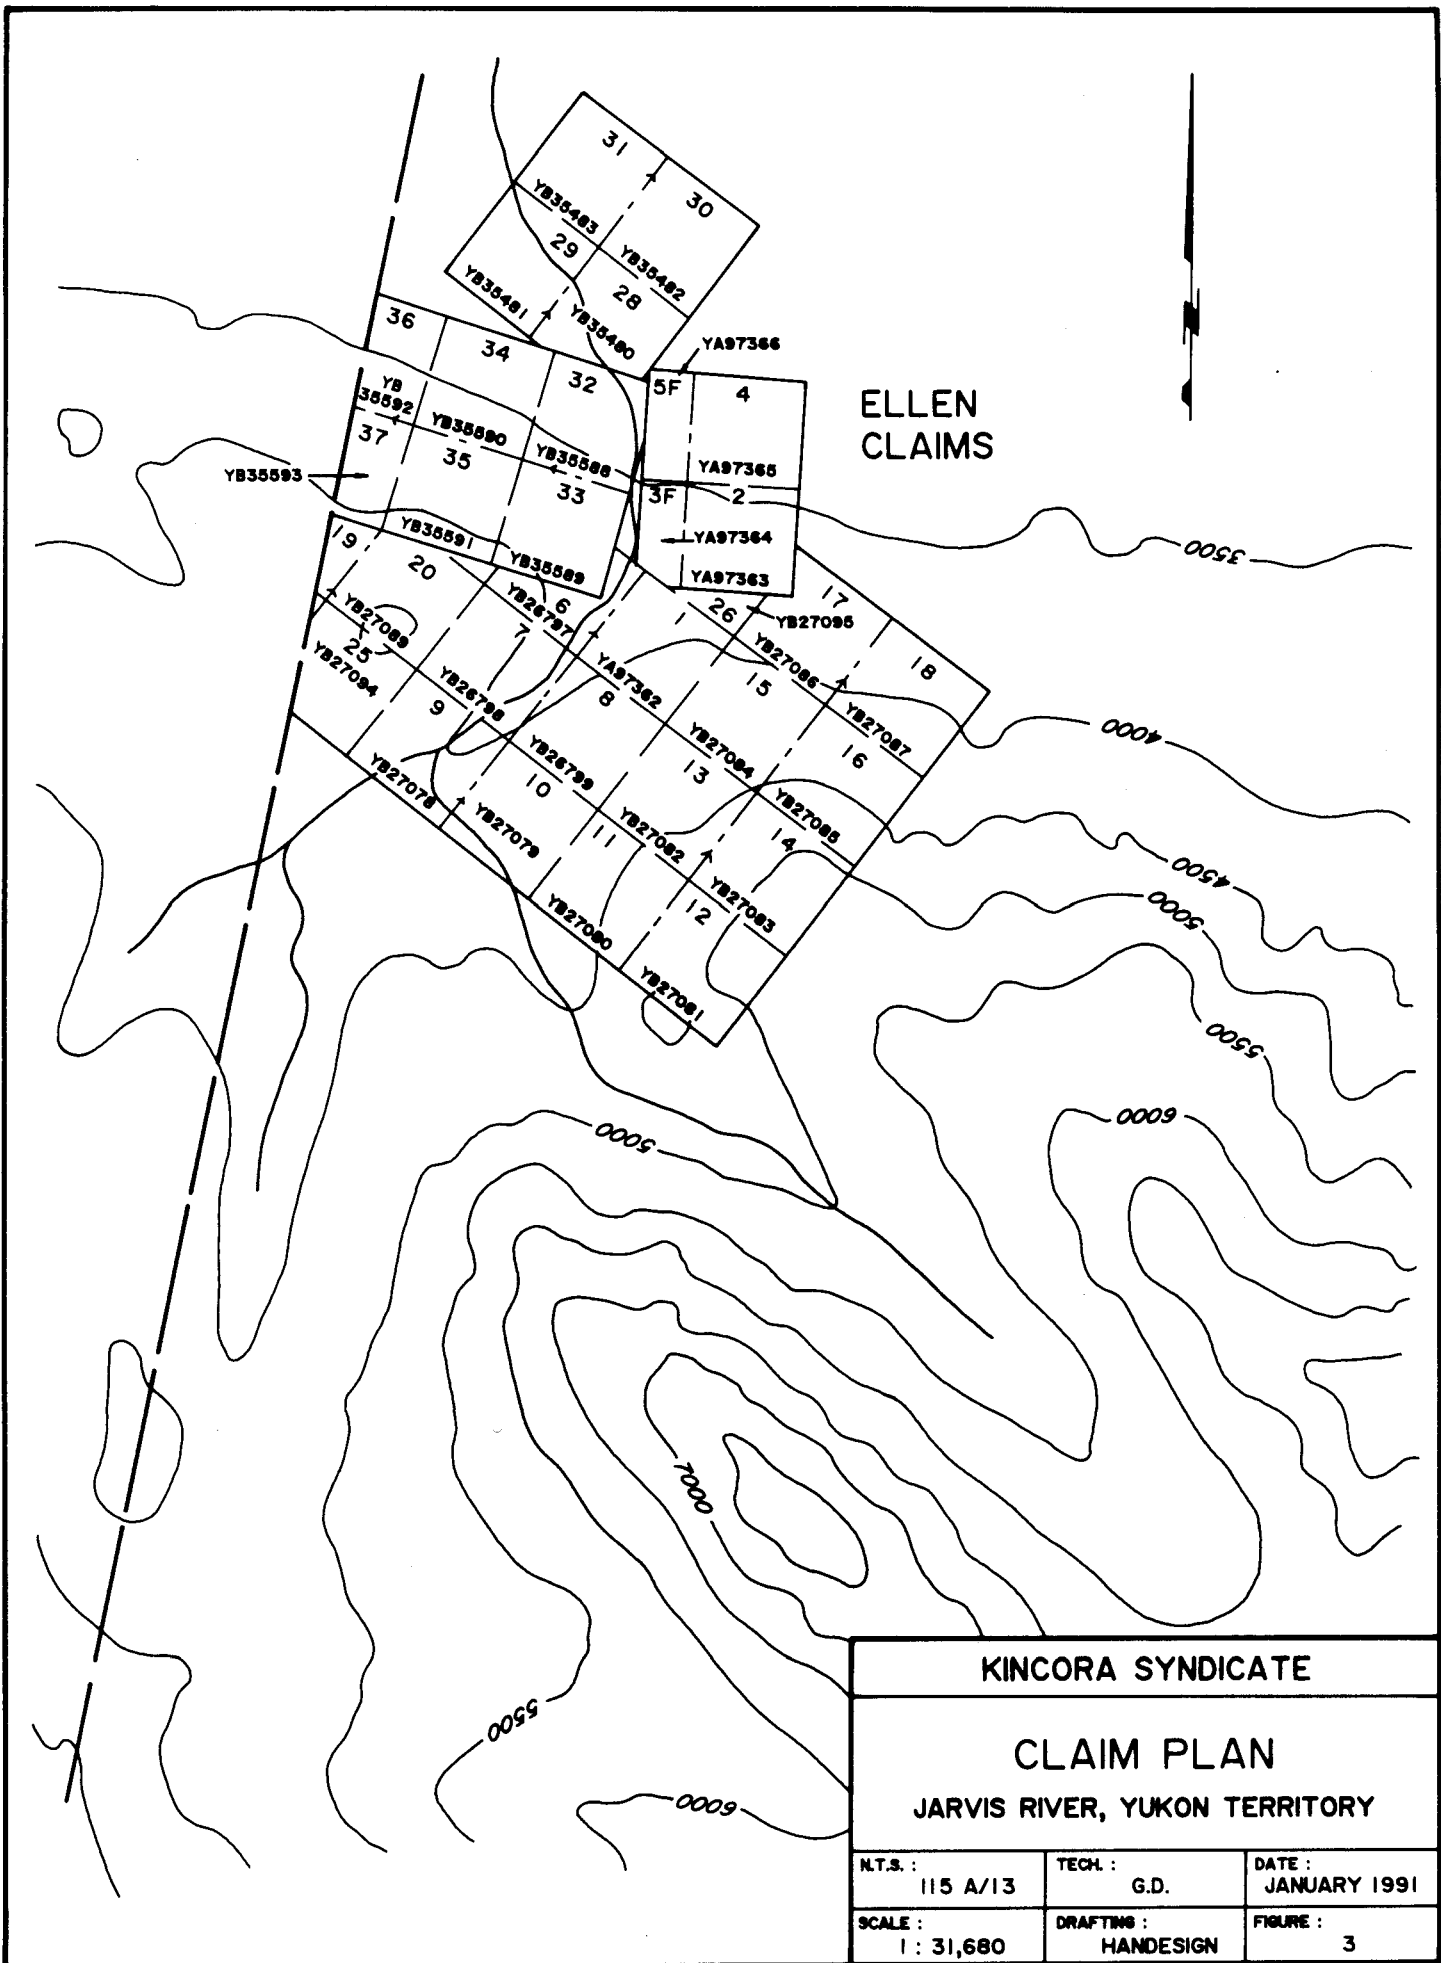 31
30
YB35483
29
YB35482
28
YB35481
YB35480
YA97366
36
34
32
5F
4
ELLEN
CLAIMS
YB
35592
37
YB35590
35
YB35588
33
YA97365
3F
2
YB35593
YB35591
YB35589
YA97364
YA97363
3500
19
20
6
YB26797
7
1
26
YB27095
17
18
YB27089
25
YB27094
YB26798
9
YA97362
8
YB27086
15
YB27087
16
4000
YB26799
10
YB27084
13
YB27078
YB27079
11
YB27082
YB27085
14
4500
5000
YB27083
12
YB27080
YB27081
5500
6000
5000
7000
5500
6000
KINCORA SYNDICATE
CLAIM PLAN
JARVIS RIVER, YUKON TERRITORY
N.T.S. :
115 A/13
TECH. :
G.D.
DATE :
JANUARY 1991
SCALE :
1 : 31,680
DRAFTING :
HANDESIGN
FIGURE :
3